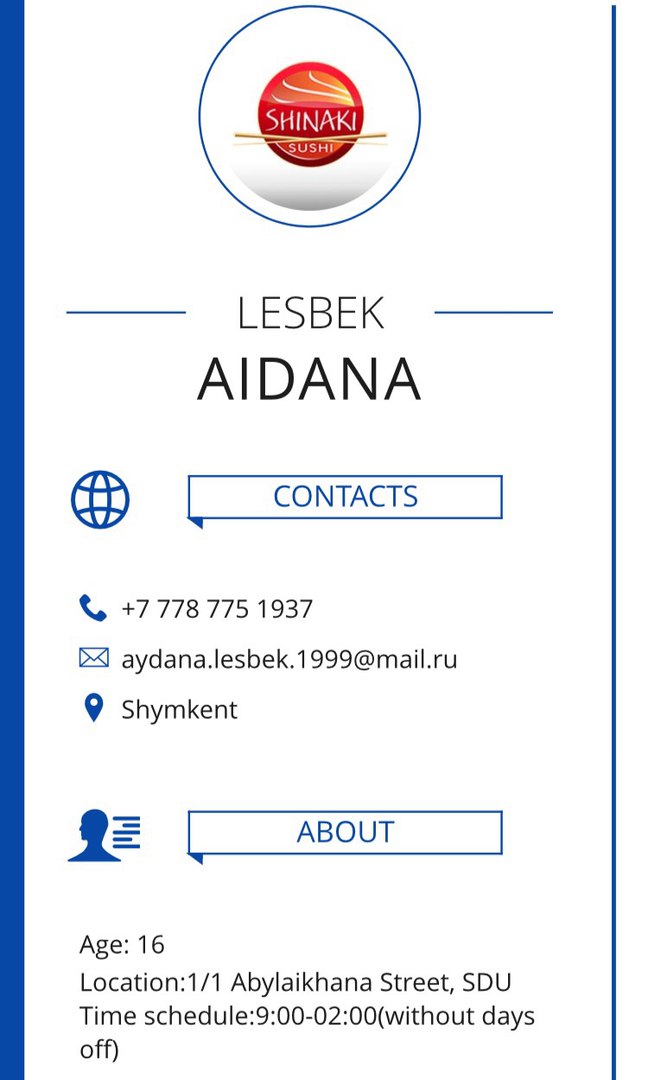 SHINAKI
SUSHI
LESBEK
AIDANA
CONTACTS
+7 778 775 1937
aydana.lesbek.1999@mail.ru
Shymkent
ABOUT
Age: 16
Location:1/1 Abylaikhana Street, SDU
Time schedule:9:00-02:00(without days
off)